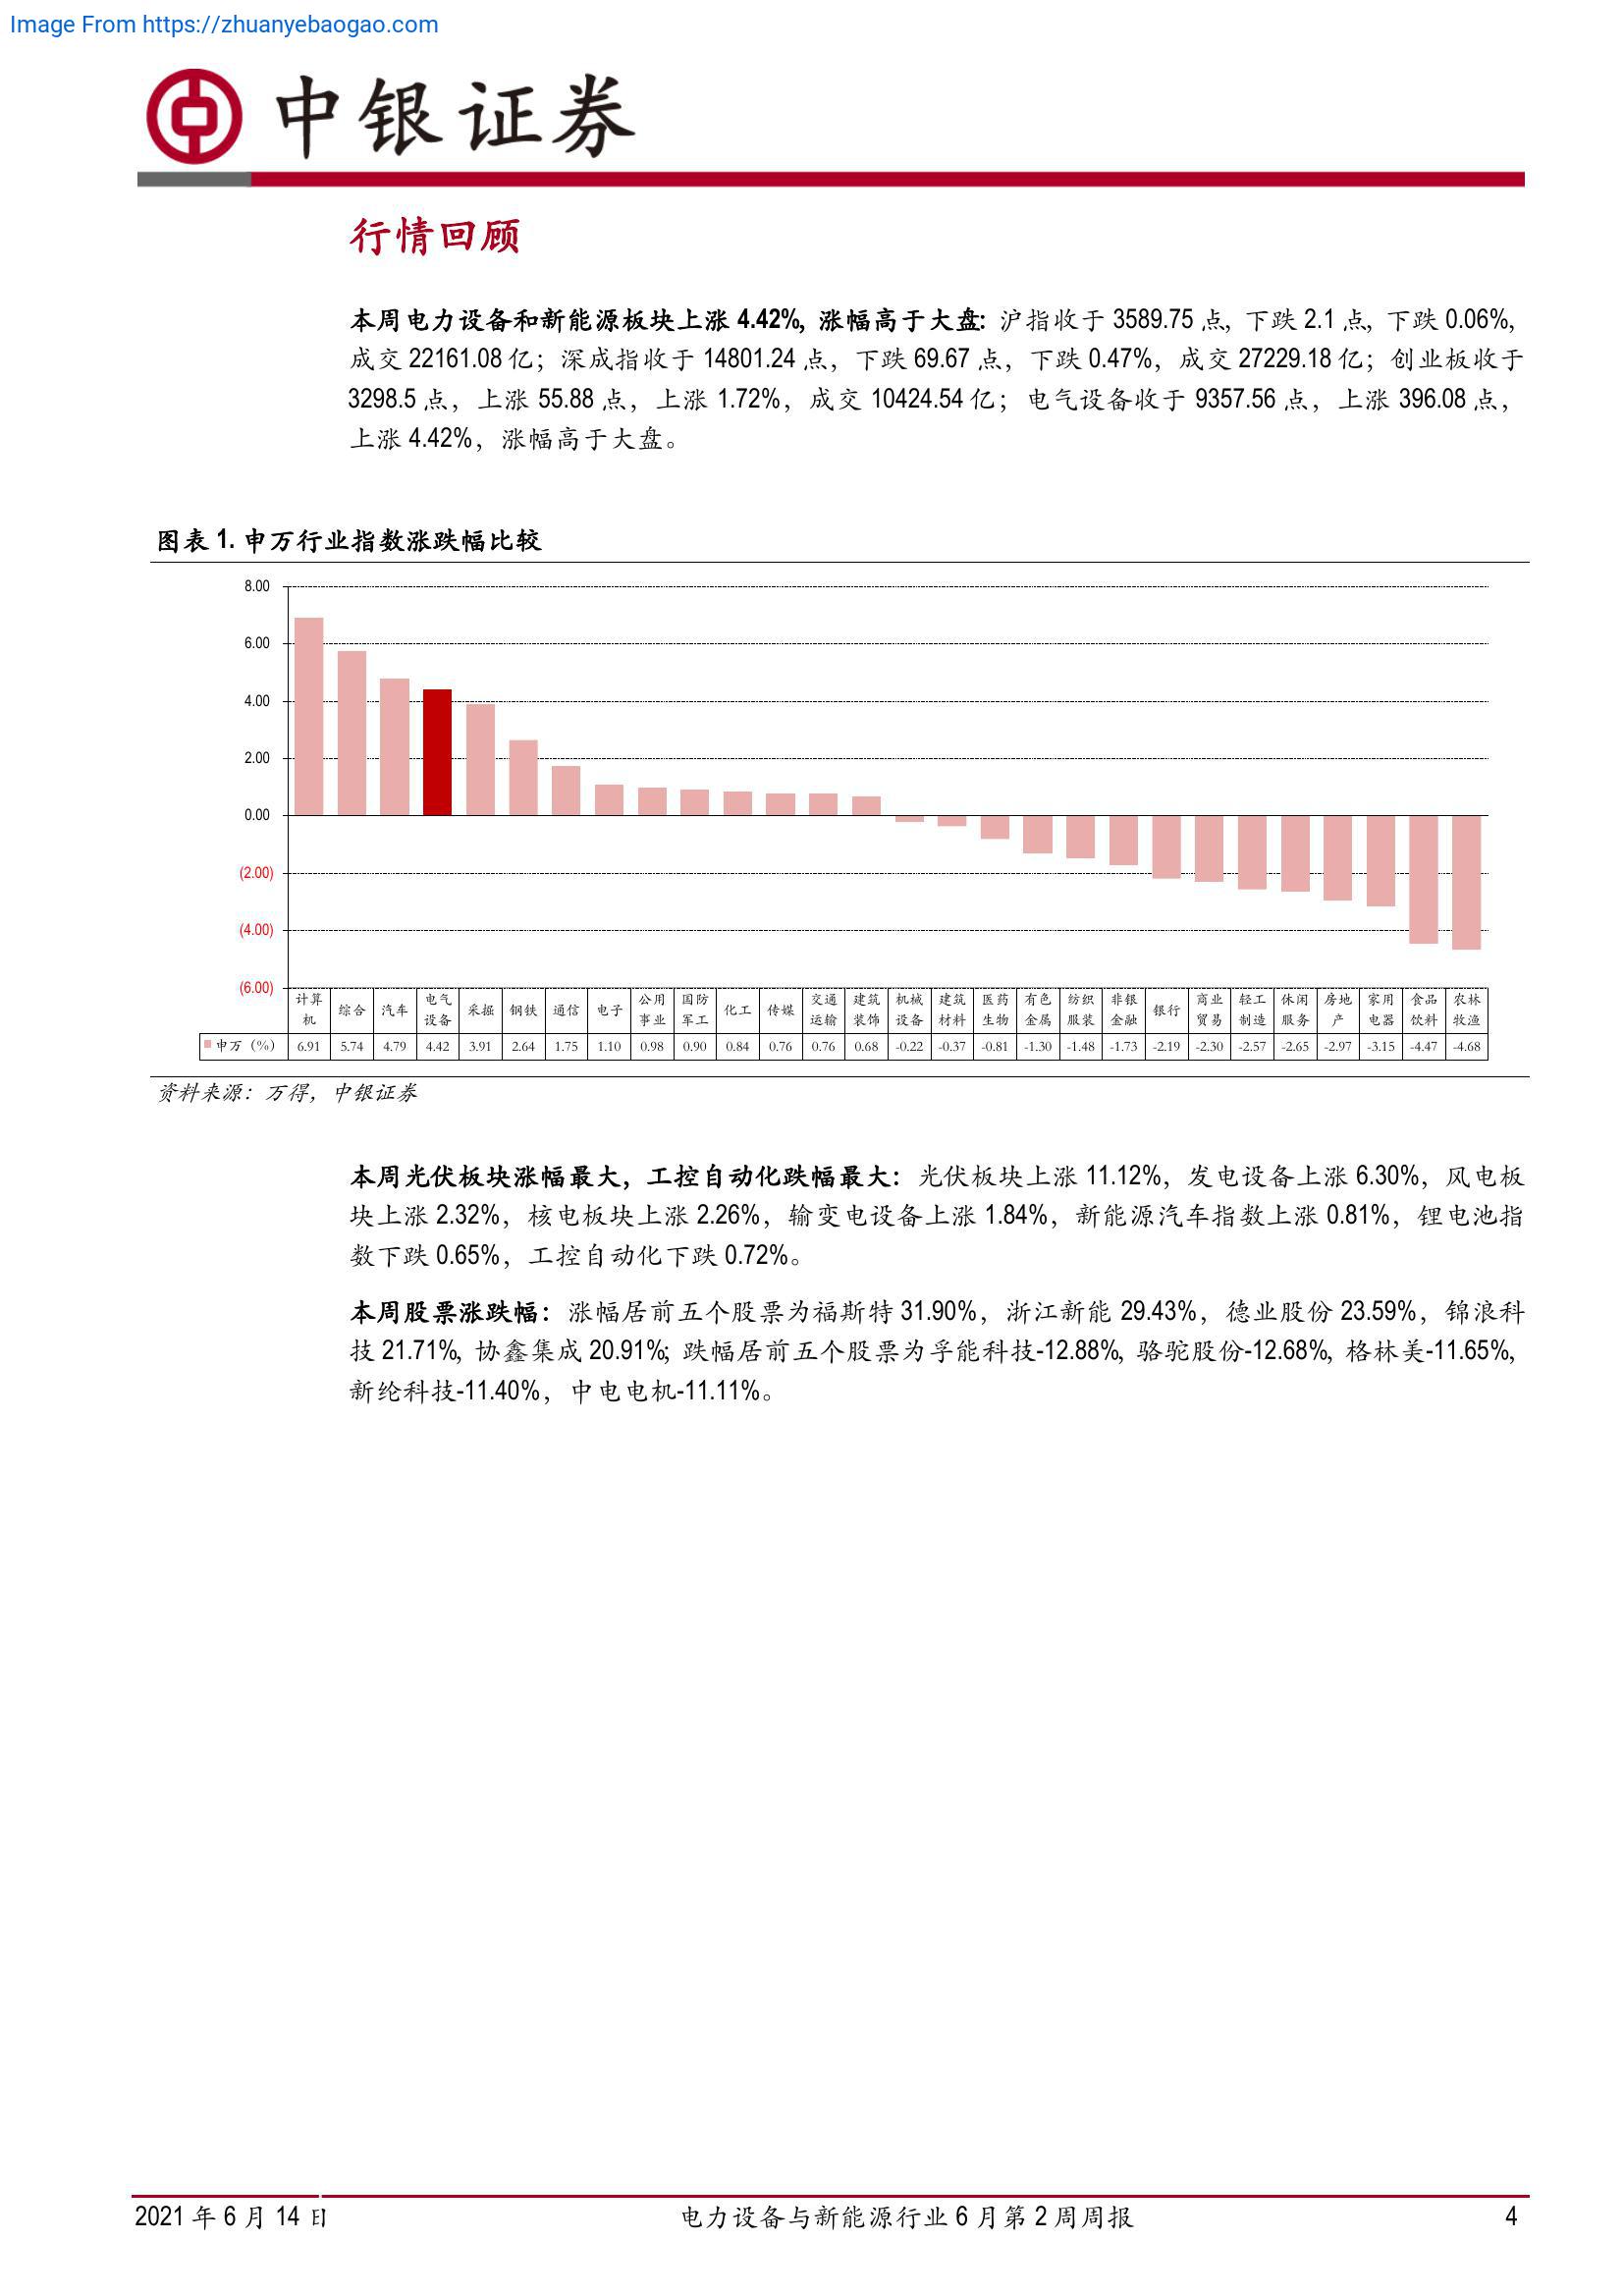 Image From https://zhuanyebaogao.com
中银证券
行情回顾
本周电力设备和新能源板块上涨 4.42%, 涨幅高于大盘: 沪指收于 3589.75 点, 下跌 2.1 点, 下跌 0.06%,
成交 22161.08 亿; 深成指收于 14801.24 点, 下跌 69.67 点, 下跌 0.47%, 成交 27229.18 亿; 创业板收于
3298.5 点, 上涨 55.88 点, 上涨 1.72%, 成交 10424.54 亿; 电气设备收于 9357.56 点, 上涨 396.08 点,
上涨 4.42%, 涨幅高于大盘。
图表 1. 申万行业指数涨跌幅比较
8.00
6.00
4.00
2.00
0.00
(2.00)
(4.00)
(6.00)
计算机 综合 汽车 电气设备 采掘 钢铁 通信 电子 公用事业 国防军工 化工 传媒 交通运输 建筑装饰 机械设备 建筑材料 医药生物 有色金属 纺织服装 非银金融 银行 商业贸易 轻工制造 休闲服务 房地产 家用电器 食品饮料 农林牧渔
申万（%） 6.91 5.74 4.79 4.42 3.91 2.64 1.75 1.10 0.98 0.90 0.84 0.76 0.76 0.68 -0.22 -0.37 -0.81 -1.30 -1.48 -1.73 -2.19 -2.30 -2.57 -2.65 -2.97 -3.15 -4.47 -4.68
资料来源: 万得, 中银证券
本周光伏板块涨幅最大, 工控自动化跌幅最大: 光伏板块上涨 11.12%, 发电设备上涨 6.30%, 风电板
块上涨 2.32%, 核电板块上涨 2.26%, 输变电设备上涨 1.84%, 新能源汽车指数上涨 0.81%, 锂电池指
数下跌 0.65%, 工控自动化下跌 0.72%。
本周股票涨跌幅: 涨幅居前五个股票为福斯特 31.90%, 浙江新能 29.43%, 德业股份 23.59%, 锦浪科
技 21.71%, 协鑫集成 20.91%; 跌幅居前五个股票为孚能科技-12.88%, 骆驼股份-12.68%, 格林美-11.65%,
新纶科技-11.40%, 中电电机-11.11%。
2021 年 6 月 14 日 电力设备与新能源行业 6 月第 2 周周报 4